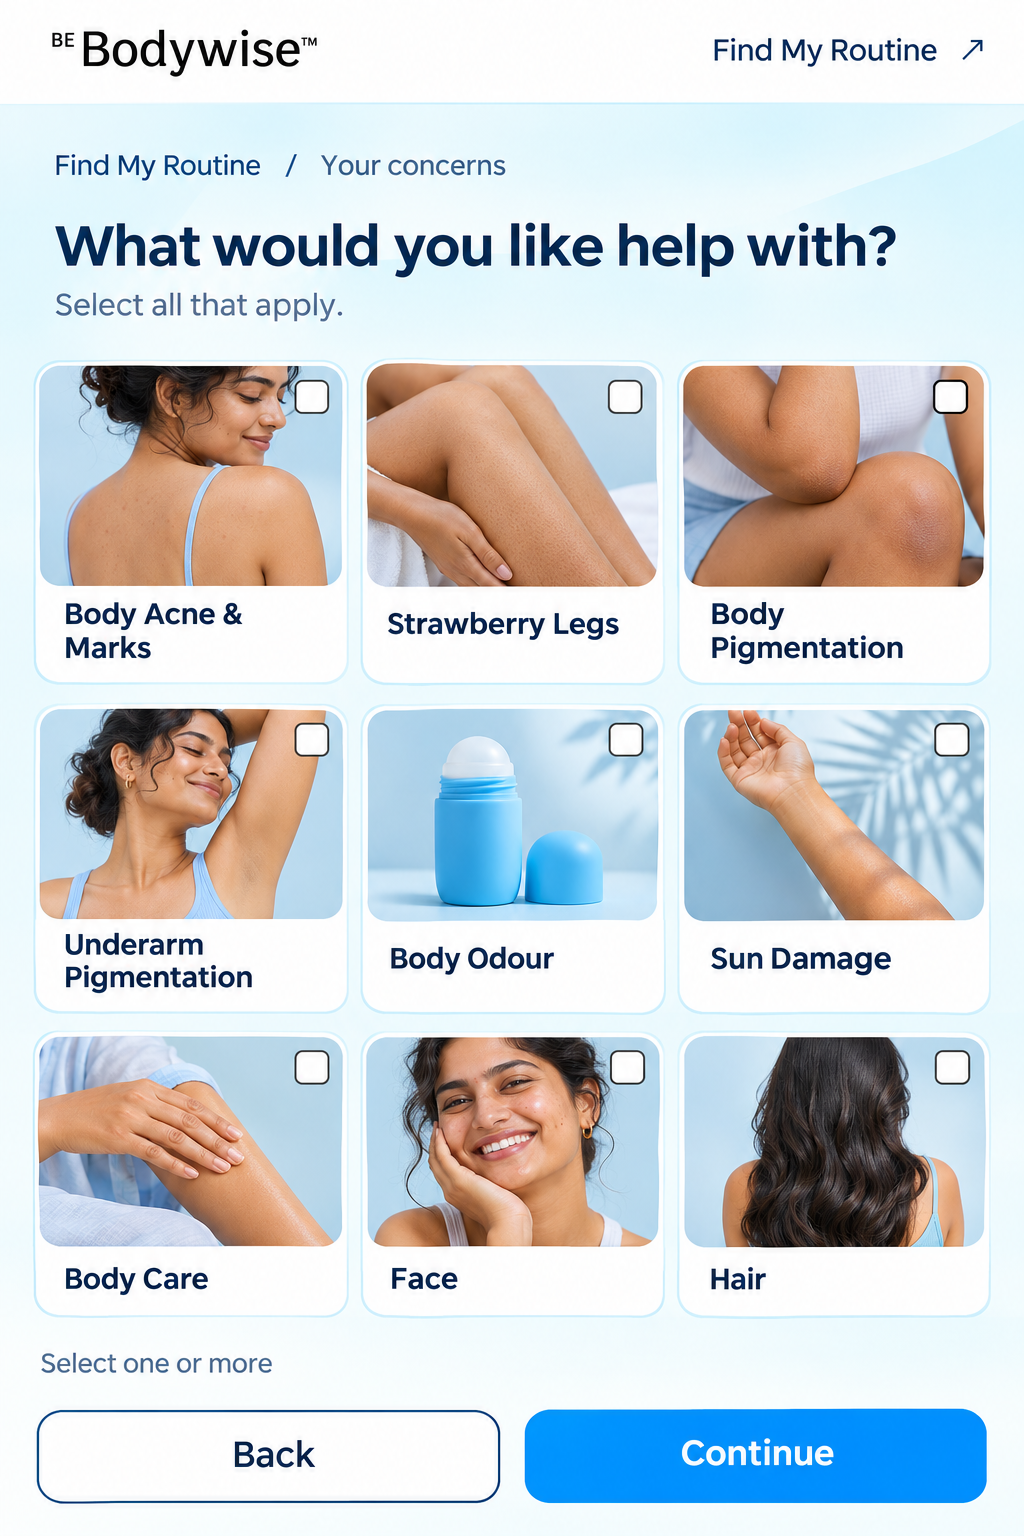 BE Bodywise™
Find My Routine ↗
Find My Routine / Your concerns
What would you like help with?
Select all that apply.
Body Acne &
Marks
Strawberry Legs
Body
Pigmentation
Underarm
Pigmentation
Body Odour
Sun Damage
Body Care
Face
Hair
Select one or more
Back
Continue